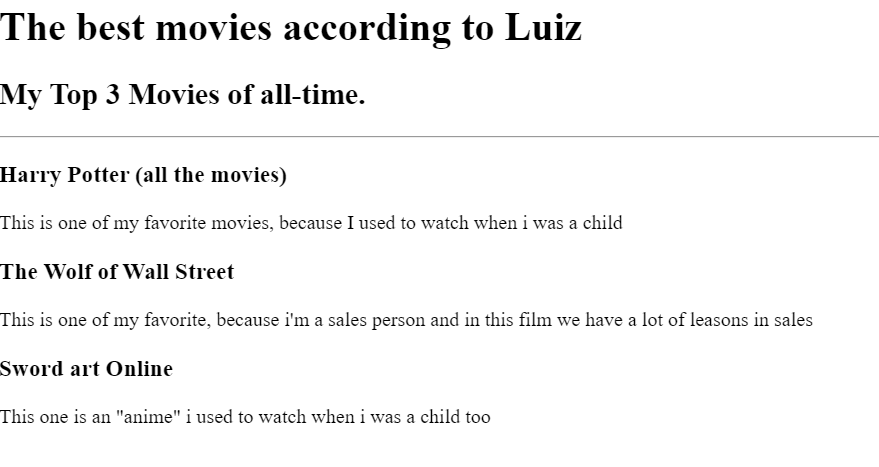 The best movies according to Luiz
My Top 3 Movies of all-time.
Harry Potter (all the movies)
This is one of my favorite movies, because I used to watch when i was a child
The Wolf of Wall Street
This is one of my favorite, because i'm a sales person and in this film we have a lot of leasons in sales
Sword art Online
This one is an "anime" i used to watch when i was a child too